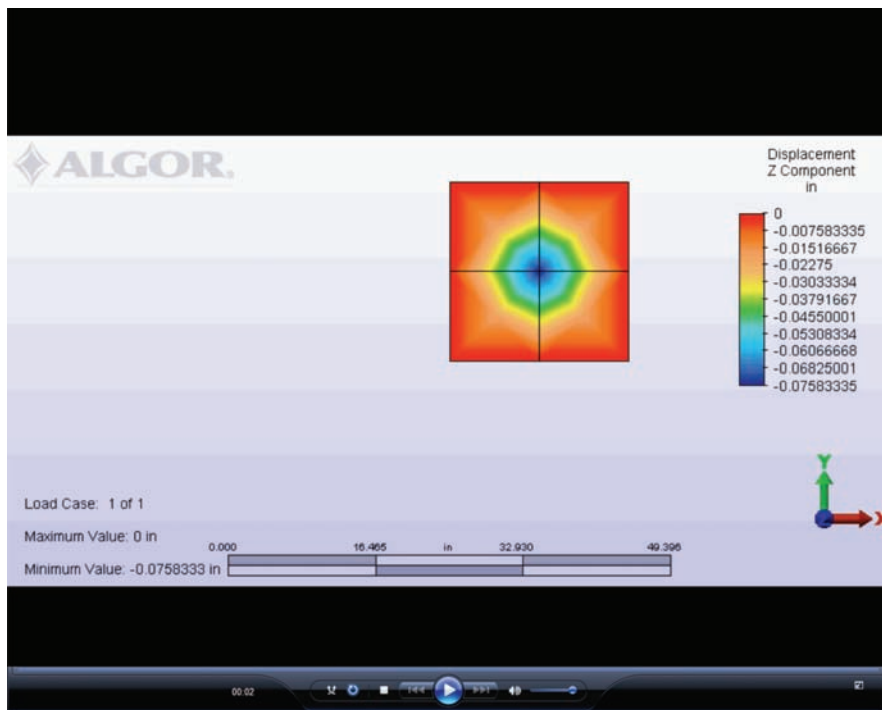 ALGOR.
Displacement
Z Component
in
0
-0.007583335
-0.01516667
-0.02275
-0.03033334
-0.03791667
-0.04550001
-0.05308334
-0.06066668
-0.06825001
-0.07583335
Y
X
Load Case: 1 of 1
Maximum Value: 0 in
Minimum Value: -0.0758333 in
0.000 16.465 in 32.930 49.396
00:02